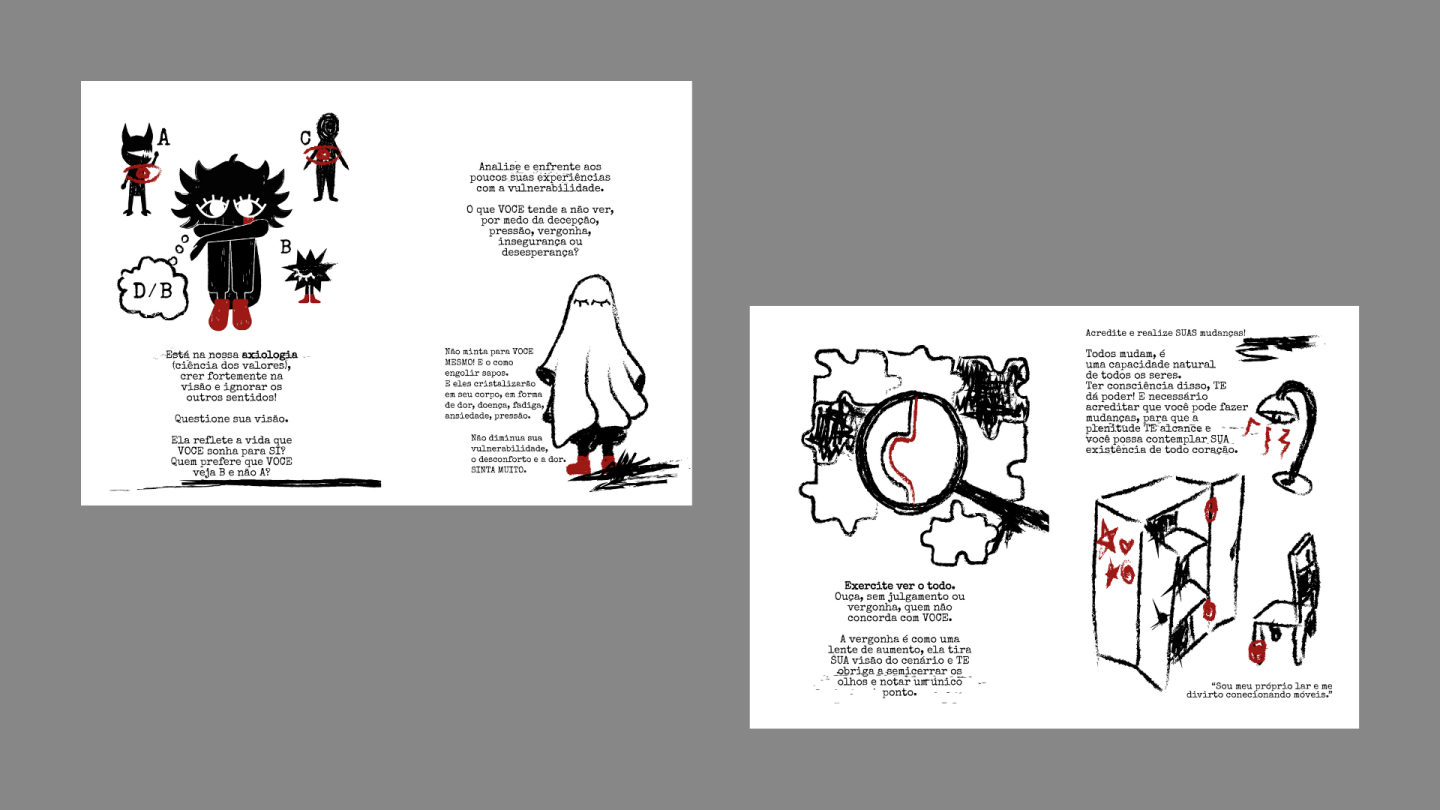 A
C
B
D/B
Está na nossa axiologia
(ciência dos valores),
crer fortemente na
visão e ignorar os
outros sentidos!
Questione sua visão.
Ela reflete a vida que
VOCE sonha para SI?
Quem prefere que VOCE
veja B e não A?
Analise e enfrente aos
poucos suas experiências
com a vulnerabilidade.
O que VOCE tende a não ver,
por medo da decepção,
pressão, vergonha,
insegurança ou
desesperança?
Não minta para VOCE
MESMO! E o como
engolir sapos.
E eles cristalizarão
em seu corpo, em forma
de dor, doença, fadiga,
ansiedade, pressão.
Não diminua sua
vulnerabilidade,
o desconforto e a dor.
SINTA MUITO.
Exercite ver o todo.
Ouça, sem julgamento ou
vergonha, quem não
concorda com VOCE.
A vergonha é como uma
lente de aumento, ela tira
SUA visão do cenário e TE
obriga a semicerrar os
olhos e notar um único
ponto.
Acredite e realize SUAS mudanças!
Todos mudam, é
uma capacidade natural
de todos os seres.
Ter consciência disso, TE
dá poder! E necessário
acreditar que você pode fazer
mudanças, para que a
plenitude TE alcance e
você possa contemplar SUA
existência de todo coração.
"Sou meu próprio lar e me
divirto conecionando móveis."